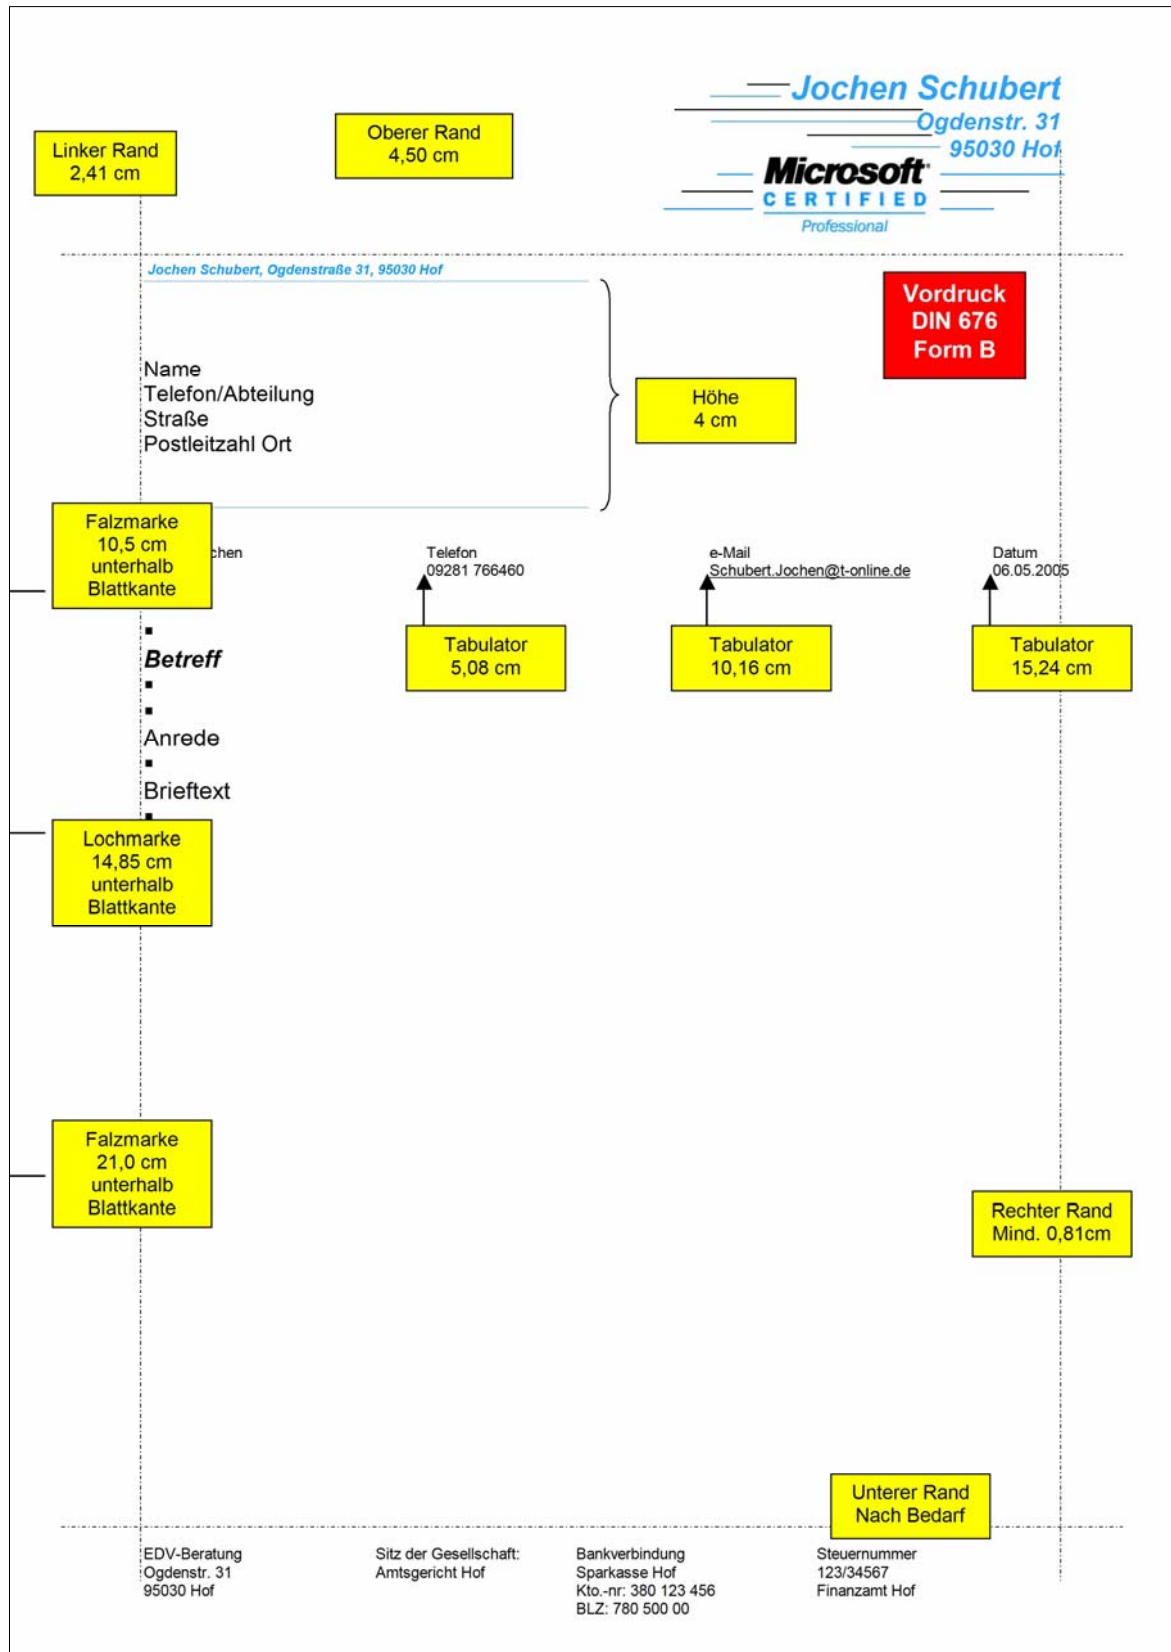 Jochen Schubert
Ogdenstr. 31
95030 Hof
Linker Rand
2,41 cm
Oberer Rand
4,50 cm
Microsoft®
CERTIFIED
Professional
Jochen Schubert, Ogdenstraße 31, 95030 Hof
Vordruck
DIN 676
Form B
Name
Telefon/Abteilung
Straße
Postleitzahl Ort
Höhe
4 cm
Falzmarke
10,5 cm
unterhalb
Blattkante
chen
Telefon
09281 766460
e-Mail
Schubert.Jochen@t-online.de
Datum
06.05.2005
Tabulator
5,08 cm
Tabulator
10,16 cm
Tabulator
15,24 cm
Betreff
Anrede
Brieftext
Lochmarke
14,85 cm
unterhalb
Blattkante
Falzmarke
21,0 cm
unterhalb
Blattkante
Rechter Rand
Mind. 0,81cm
Unterer Rand
Nach Bedarf
EDV-Beratung
Ogdenstr. 31
95030 Hof
Sitz der Gesellschaft:
Amtsgericht Hof
Bankverbindung
Sparkasse Hof
Kto.-nr: 380 123 456
BLZ: 780 500 00
Steuernummer
123/34567
Finanzamt Hof